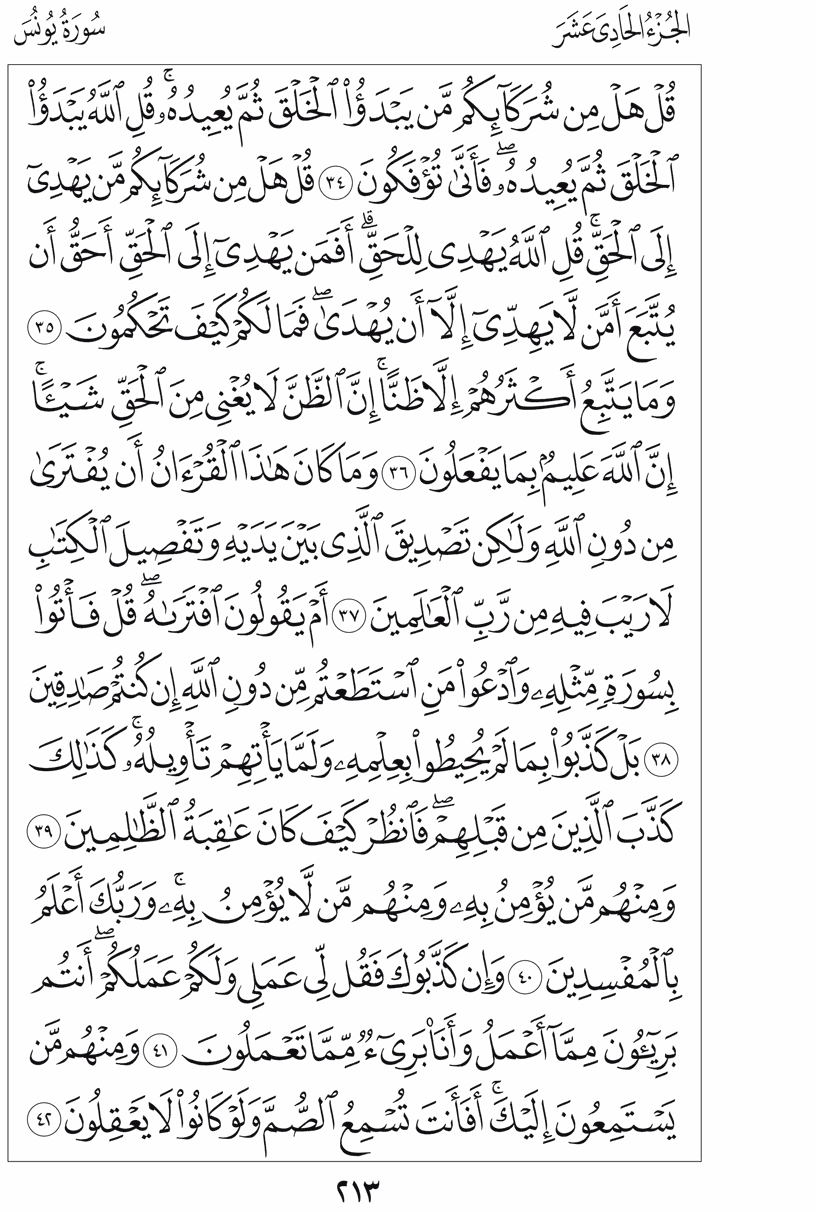 الجُزْءُ الحَادِى عَشَرَ
سُورَةُ يُونُسَ
قُلْ هَلْ مِن شُرَكَآئِكُم مَّن يَبْدَؤُا۟ ٱلْخَلْقَ ثُمَّ يُعِيدُهُۥ ۚ قُلِ ٱللَّهُ يَبْدَؤُا۟
ٱلْخَلْقَ ثُمَّ يُعِيدُهُۥ ۖ فَأَنَّىٰ تُؤْفَكُونَ ٣٤ قُلْ هَلْ مِن شُرَكَآئِكُم مَّن يَهْدِىٓ
إِلَى ٱلْحَقِّ ۚ قُلِ ٱللَّهُ يَهْدِى لِلْحَقِّ ۗ أَفَمَن يَهْدِىٓ إِلَى ٱلْحَقِّ أَحَقُّ أَن
يُتَّبَعَ أَمَّن لَّا يَهِدِّىٓ إِلَّآ أَن يُهْدَىٰ ۖ فَمَا لَكُمْ كَيْفَ تَحْكُمُونَ ٣٥
وَمَا يَتَّبِعُ أَكْثَرُهُمْ إِلَّا ظَنًّا ۚ إِنَّ ٱلظَّنَّ لَا يُغْنِى مِنَ ٱلْحَقِّ شَيْـًٔا ۚ
إِنَّ ٱللَّهَ عَلِيمٌۢ بِمَا يَفْعَلُونَ ٣٦ وَمَا كَانَ هَـٰذَا ٱلْقُرْءَانُ أَن يُفْتَرَىٰ
مِن دُونِ ٱللَّهِ وَلَـٰكِن تَصْدِيقَ ٱلَّذِى بَيْنَ يَدَيْهِ وَتَفْصِيلَ ٱلْكِتَـٰبِ
لَا رَيْبَ فِيهِ مِن رَّبِّ ٱلْعَـٰلَمِينَ ٣٧ أَمْ يَقُولُونَ ٱفْتَرَىٰهُ ۖ قُلْ فَأْتُوا۟
بِسُورَةٍ مِّثْلِهِۦ وَٱدْعُوا۟ مَنِ ٱسْتَطَعْتُم مِّن دُونِ ٱللَّهِ إِن كُنتُمْ صَـٰدِقِينَ
٣٨ بَلْ كَذَّبُوا۟ بِمَا لَمْ يُحِيطُوا۟ بِعِلْمِهِۦ وَلَمَّا يَأْتِهِمْ تَأْوِيلُهُۥ ۚ كَذَٰلِكَ
كَذَّبَ ٱلَّذِينَ مِن قَبْلِهِمْ ۖ فَٱنظُرْ كَيْفَ كَانَ عَـٰقِبَةُ ٱلظَّـٰلِمِينَ ٣٩
وَمِنْهُم مَّن يُؤْمِنُ بِهِۦ وَمِنْهُم مَّن لَّا يُؤْمِنُ بِهِۦ ۚ وَرَبُّكَ أَعْلَمُ
بِٱلْمُفْسِدِينَ ٤٠ وَإِن كَذَّبُوكَ فَقُل لِّى عَمَلِى وَلَكُمْ عَمَلُكُمْ ۖ أَنتُم
بَرِيٓـُٔونَ مِمَّآ أَعْمَلُ وَأَنَا۠ بَرِىٓءٌ مِّمَّا تَعْمَلُونَ ٤١ وَمِنْهُم مَّن
يَسْتَمِعُونَ إِلَيْكَ ۚ أَفَأَنتَ تُسْمِعُ ٱلصُّمَّ وَلَوْ كَانُوا۟ لَا يَعْقِلُونَ ٤٢
٢١٣